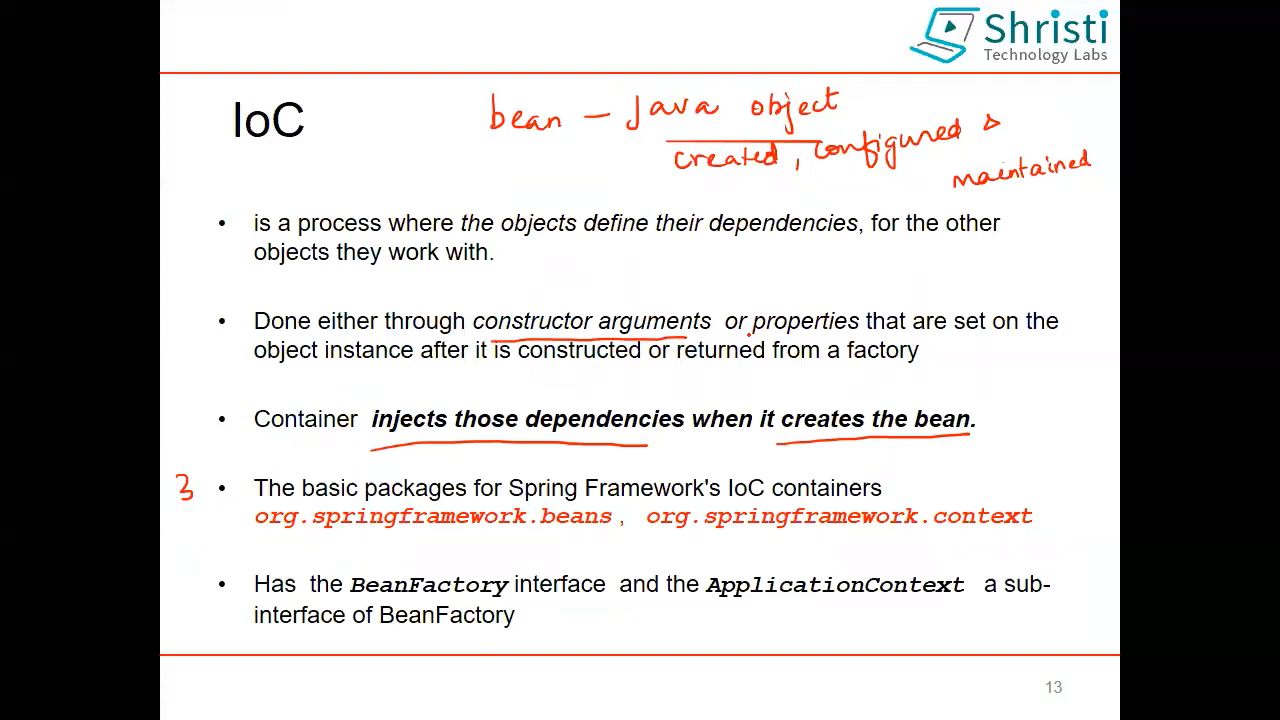 Shristi
Technology Labs
IoC
bean – Java object
created, configured &
maintained
• is a process where the objects define their dependencies, for the other
objects they work with.
• Done either through constructor arguments or properties that are set on the
object instance after it is constructed or returned from a factory
• Container injects those dependencies when it creates the bean.
3 • The basic packages for Spring Framework's IoC containers
org.springframework.beans, org.springframework.context
• Has the BeanFactory interface and the ApplicationContext a sub-
interface of BeanFactory
13